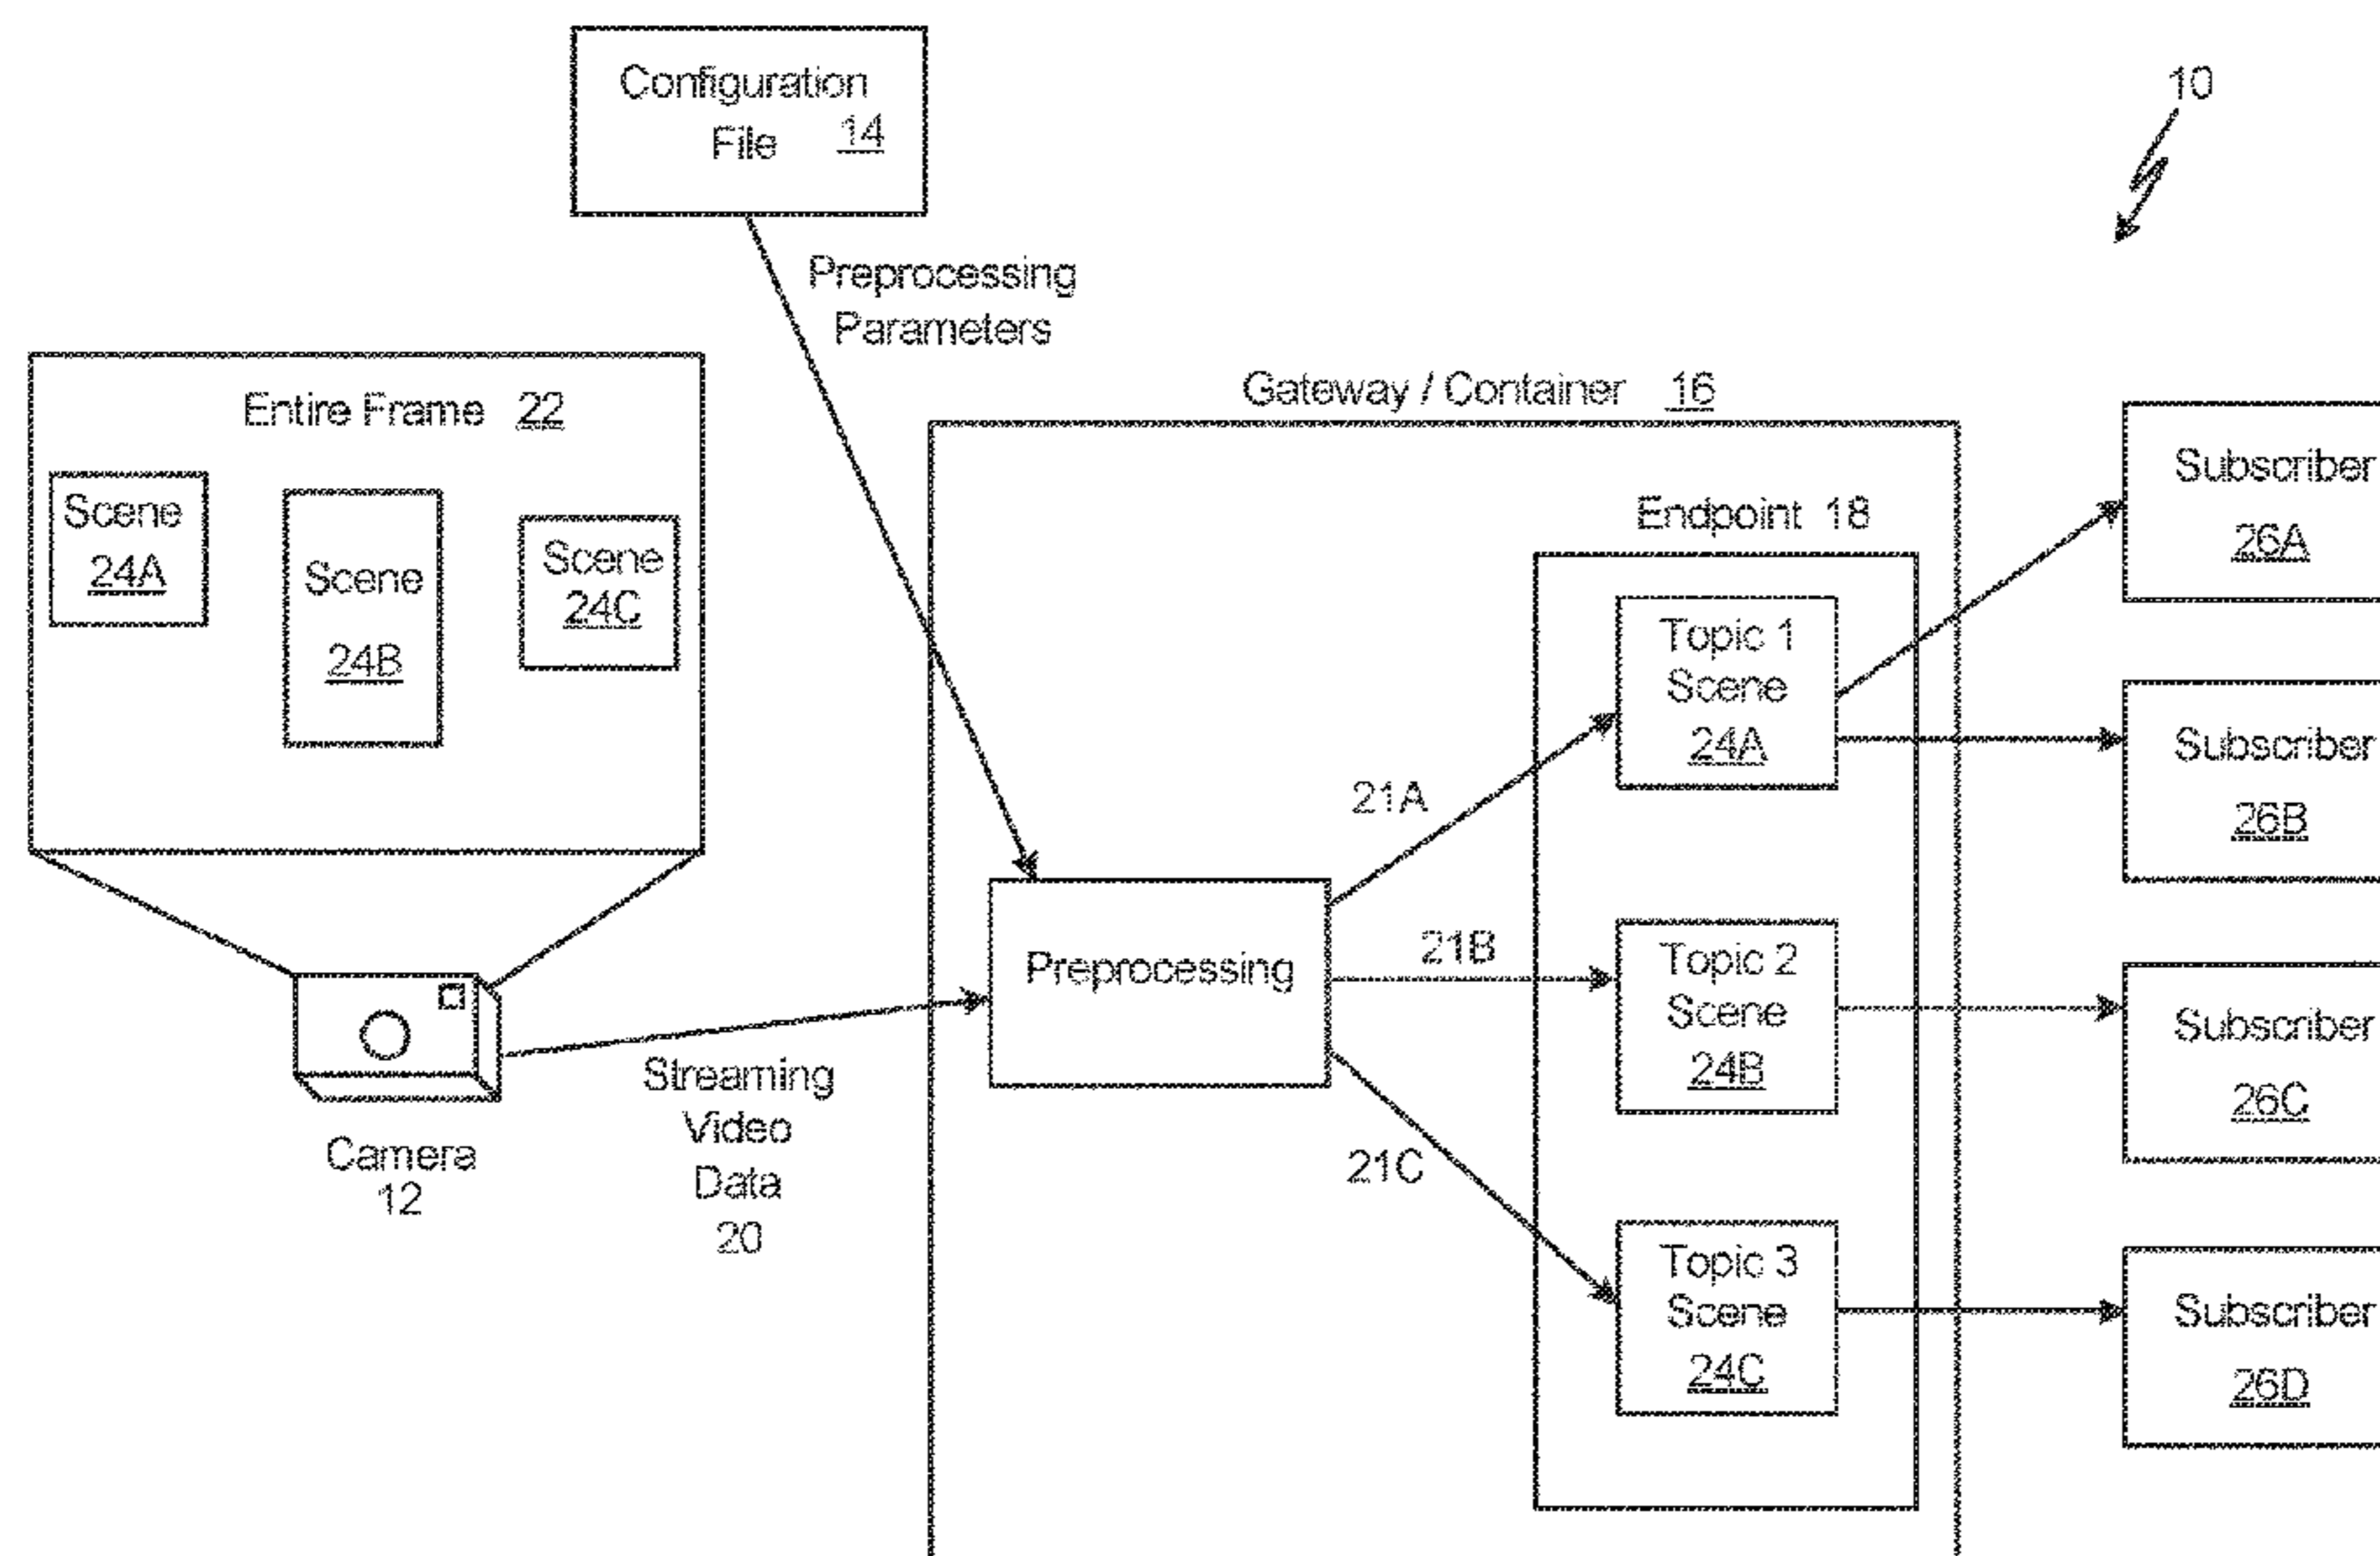 Configuration
File 14
10
Preprocessing
Parameters
Entire Frame 22
Scene
24A
Scene
24B
Scene
24C
Camera
12
Streaming
Video
Data
20
Gateway / Container 16
Preprocessing
21A
21B
21C
Endpoint 18
Topic 1
Scene
24A
Topic 2
Scene
24B
Topic 3
Scene
24C
Subscriber
26A
Subscriber
26B
Subscriber
26C
Subscriber
26D